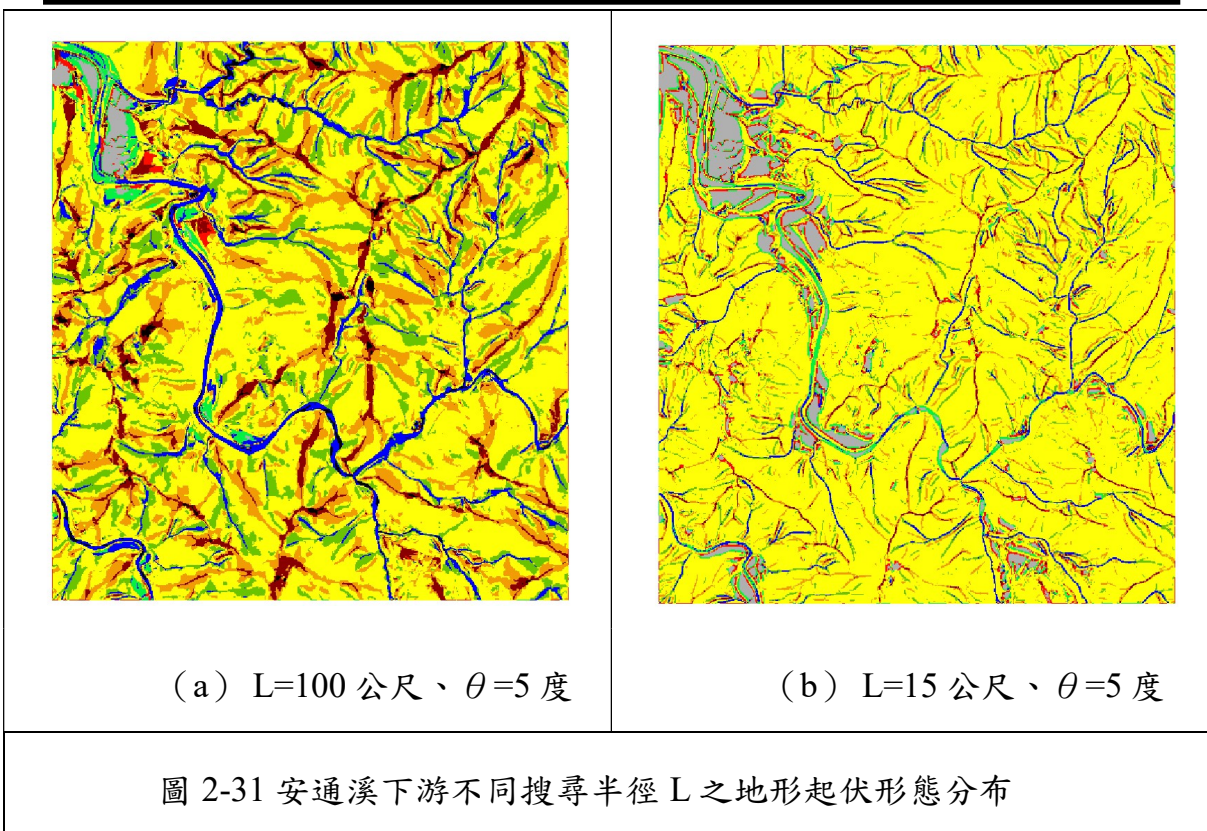 （a） L=100 公尺、θ=5 度
（b） L=15 公尺、θ=5 度
圖 2-31 安通溪下游不同搜尋半徑 L 之地形起伏形態分布